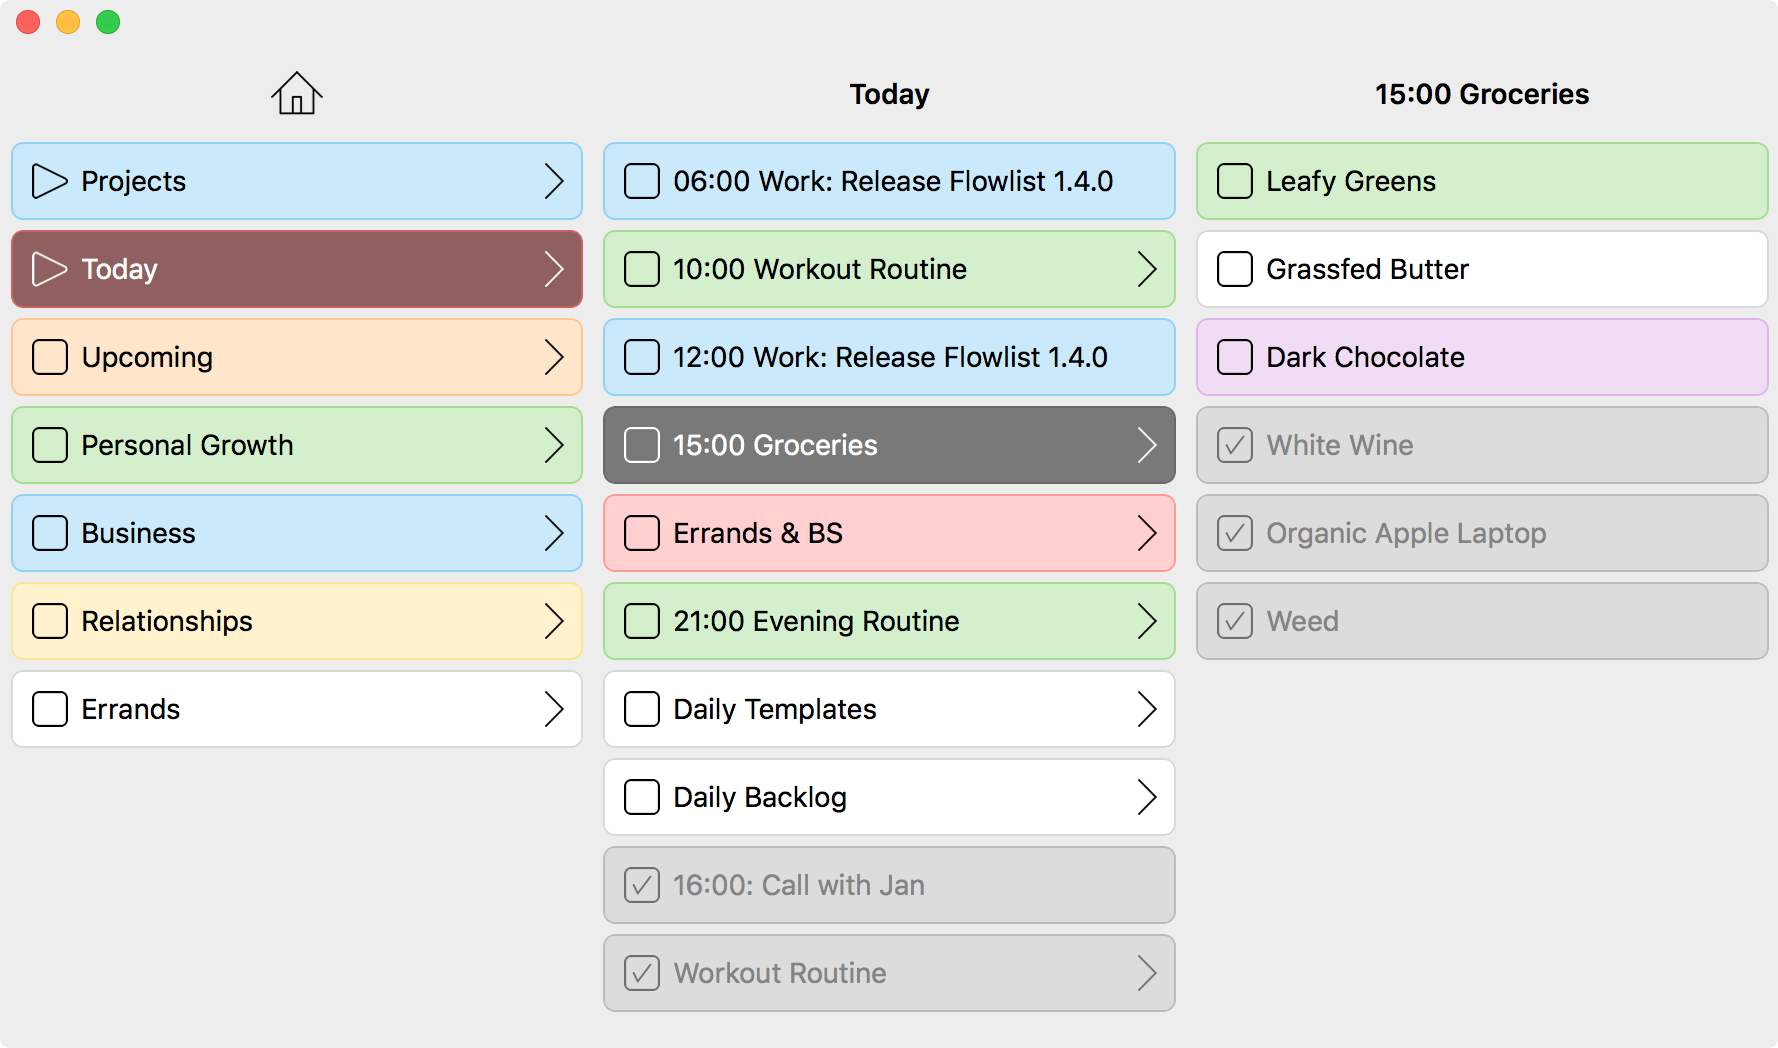 Today
15:00 Groceries
Projects
Today
Upcoming
Personal Growth
Business
Relationships
Errands
06:00 Work: Release Flowlist 1.4.0
10:00 Workout Routine
12:00 Work: Release Flowlist 1.4.0
15:00 Groceries
Errands & BS
21:00 Evening Routine
Daily Templates
Daily Backlog
16:00: Call with Jan
Workout Routine
Leafy Greens
Grassfed Butter
Dark Chocolate
White Wine
Organic Apple Laptop
Weed